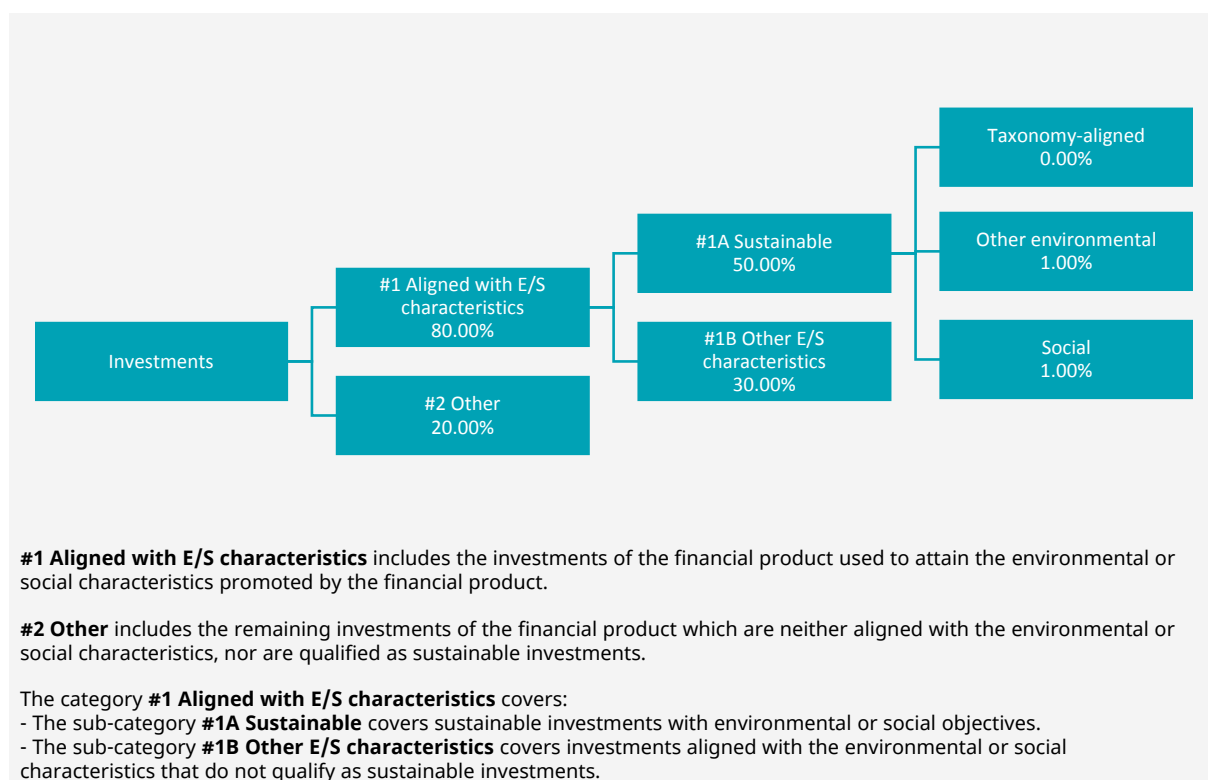 Taxonomy-aligned
0.00%
#1A Sustainable
50.00%
Other environmental
1.00%
#1 Aligned with E/S
characteristics
80.00%
Investments
#1B Other E/S
characteristics
30.00%
Social
1.00%
#2 Other
20.00%
#1 Aligned with E/S characteristics includes the investments of the financial product used to attain the environmental or
social characteristics promoted by the financial product.
#2 Other includes the remaining investments of the financial product which are neither aligned with the environmental or
social characteristics, nor are qualified as sustainable investments.
The category #1 Aligned with E/S characteristics covers:
- The sub-category #1A Sustainable covers sustainable investments with environmental or social objectives.
- The sub-category #1B Other E/S characteristics covers investments aligned with the environmental or social
characteristics that do not qualify as sustainable investments.